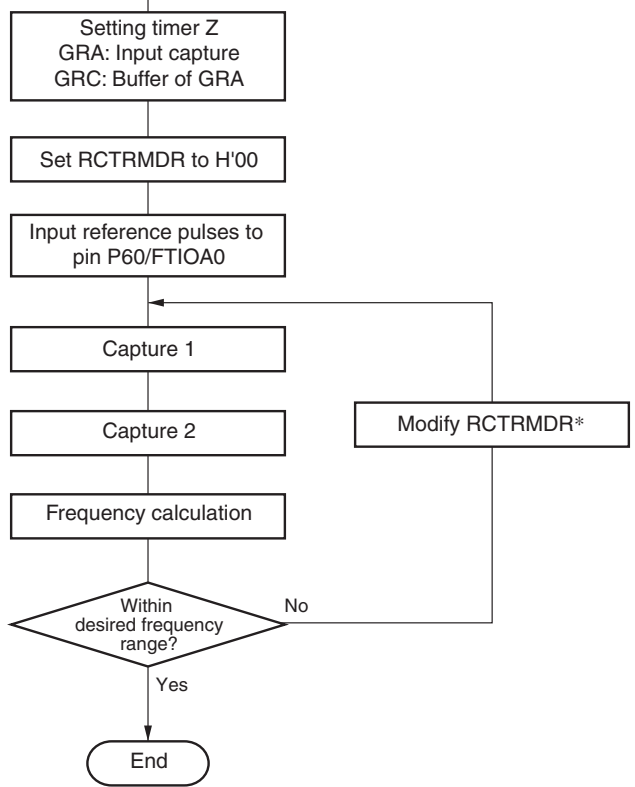 Setting timer Z
GRA: Input capture
GRC: Buffer of GRA
Set RCTRMDR to H'00
Input reference pulses to
pin P60/FTIOA0
Capture 1
Capture 2
Modify RCTRMDR*
Frequency calculation
Within
desired frequency
range?
No
Yes
End